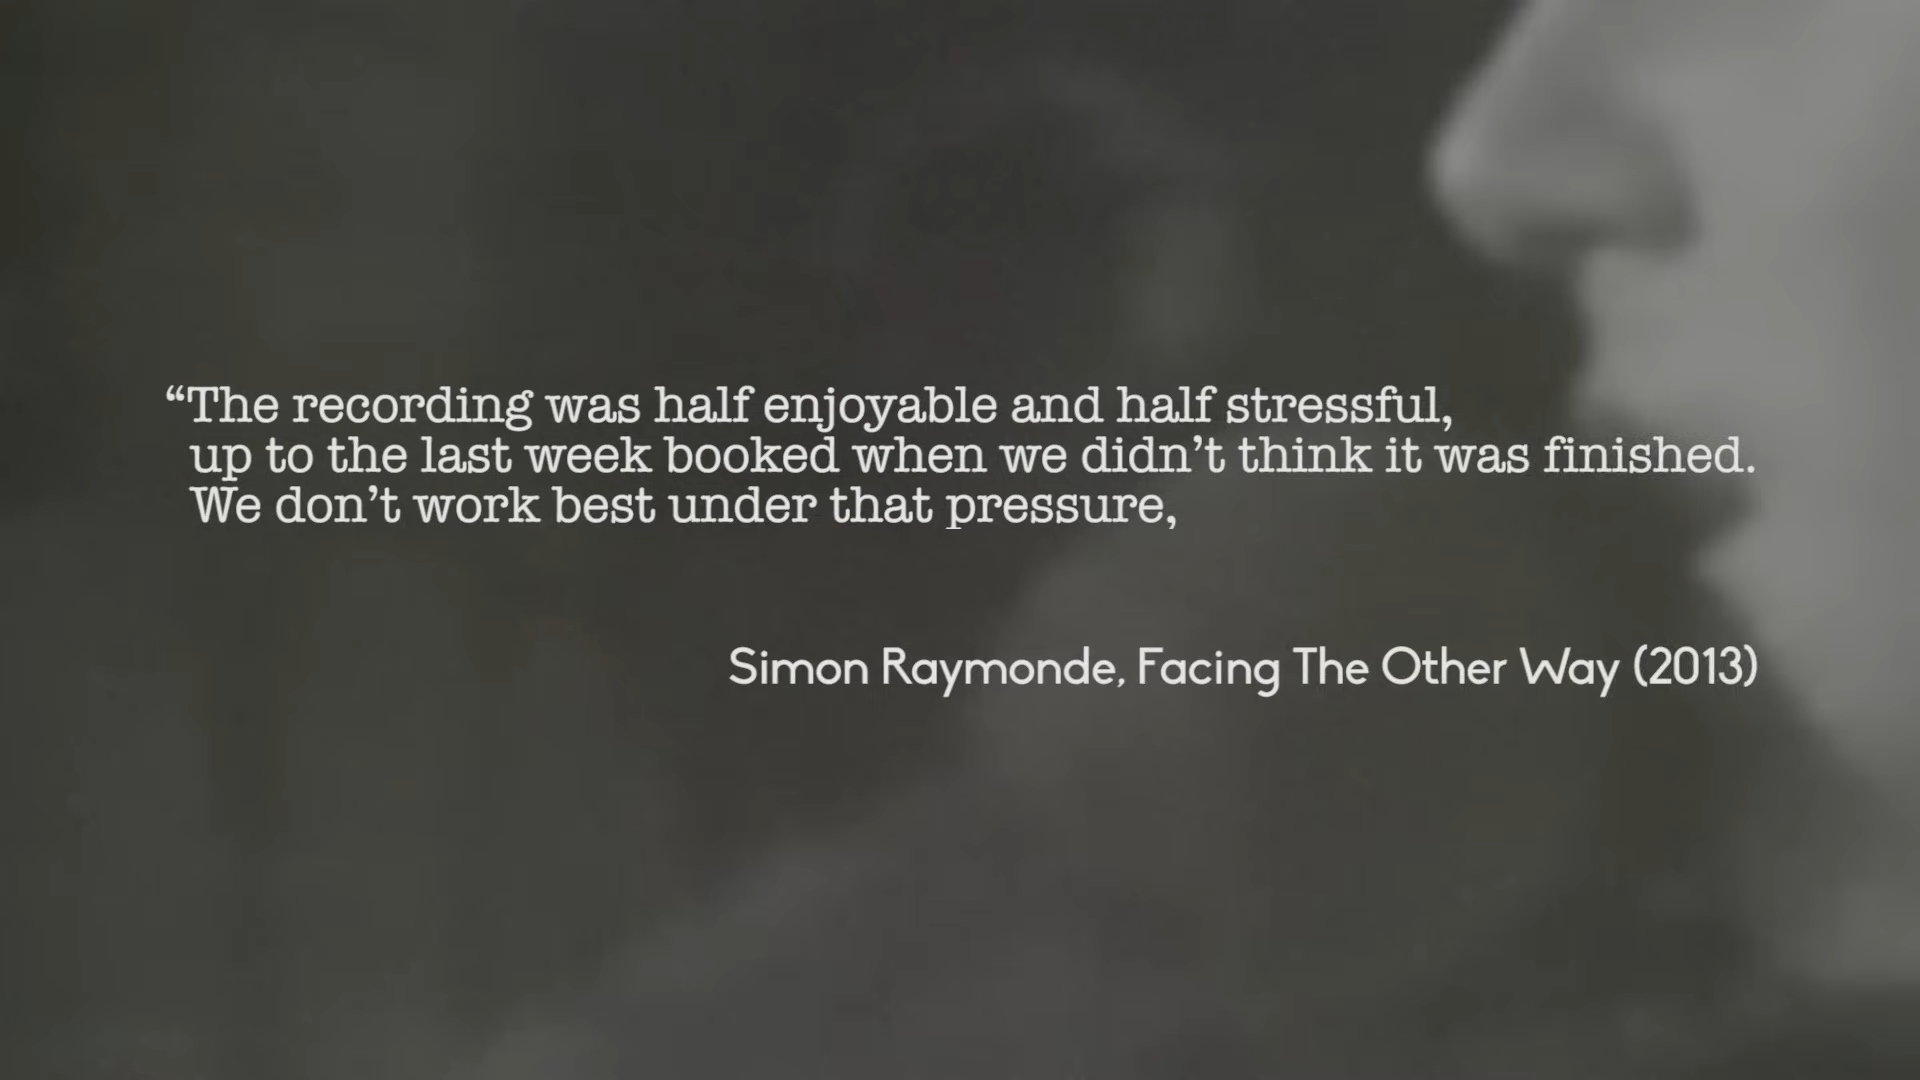 “The recording was half enjoyable and half stressful,
up to the last week booked when we didn’t think it was finished.
We don’t work best under that pressure,
Simon Raymonde, Facing The Other Way (2013)